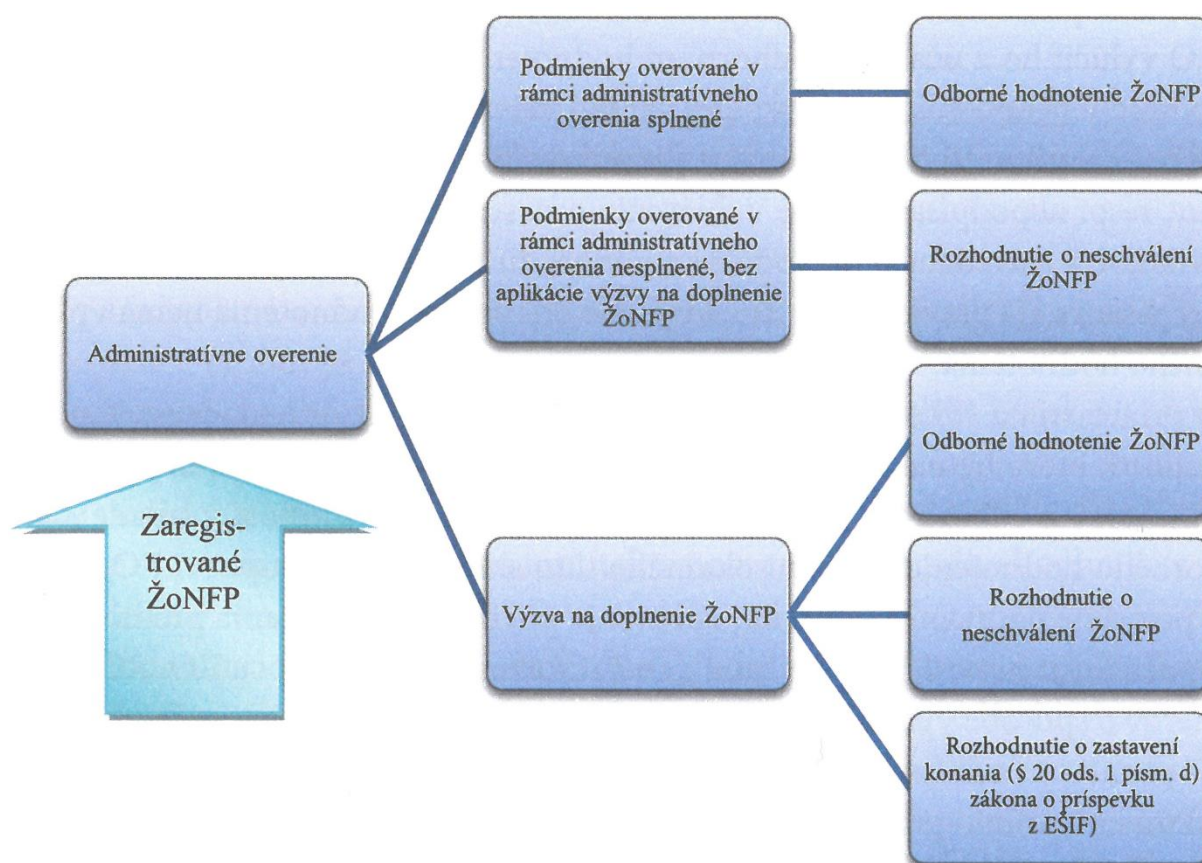 Podmienky overované v
rámci administratívneho
overenia splnené
Odborné hodnotenie ŽoNFP
Podmienky overované v
rámci administratívneho
overenia nesplnené, bez
aplikácie výzvy na doplnenie
ŽoNFP
Rozhodnutie o neschválení
ŽoNFP
Administratívne overenie
Zaregis-
trované
ŽoNFP
Výzva na doplnenie ŽoNFP
Odborné hodnotenie ŽoNFP
Rozhodnutie o
neschválení ŽoNFP
Rozhodnutie o zastavení
konania (§ 20 ods. 1 písm. d)
zákona o príspevku
z EŠIF)